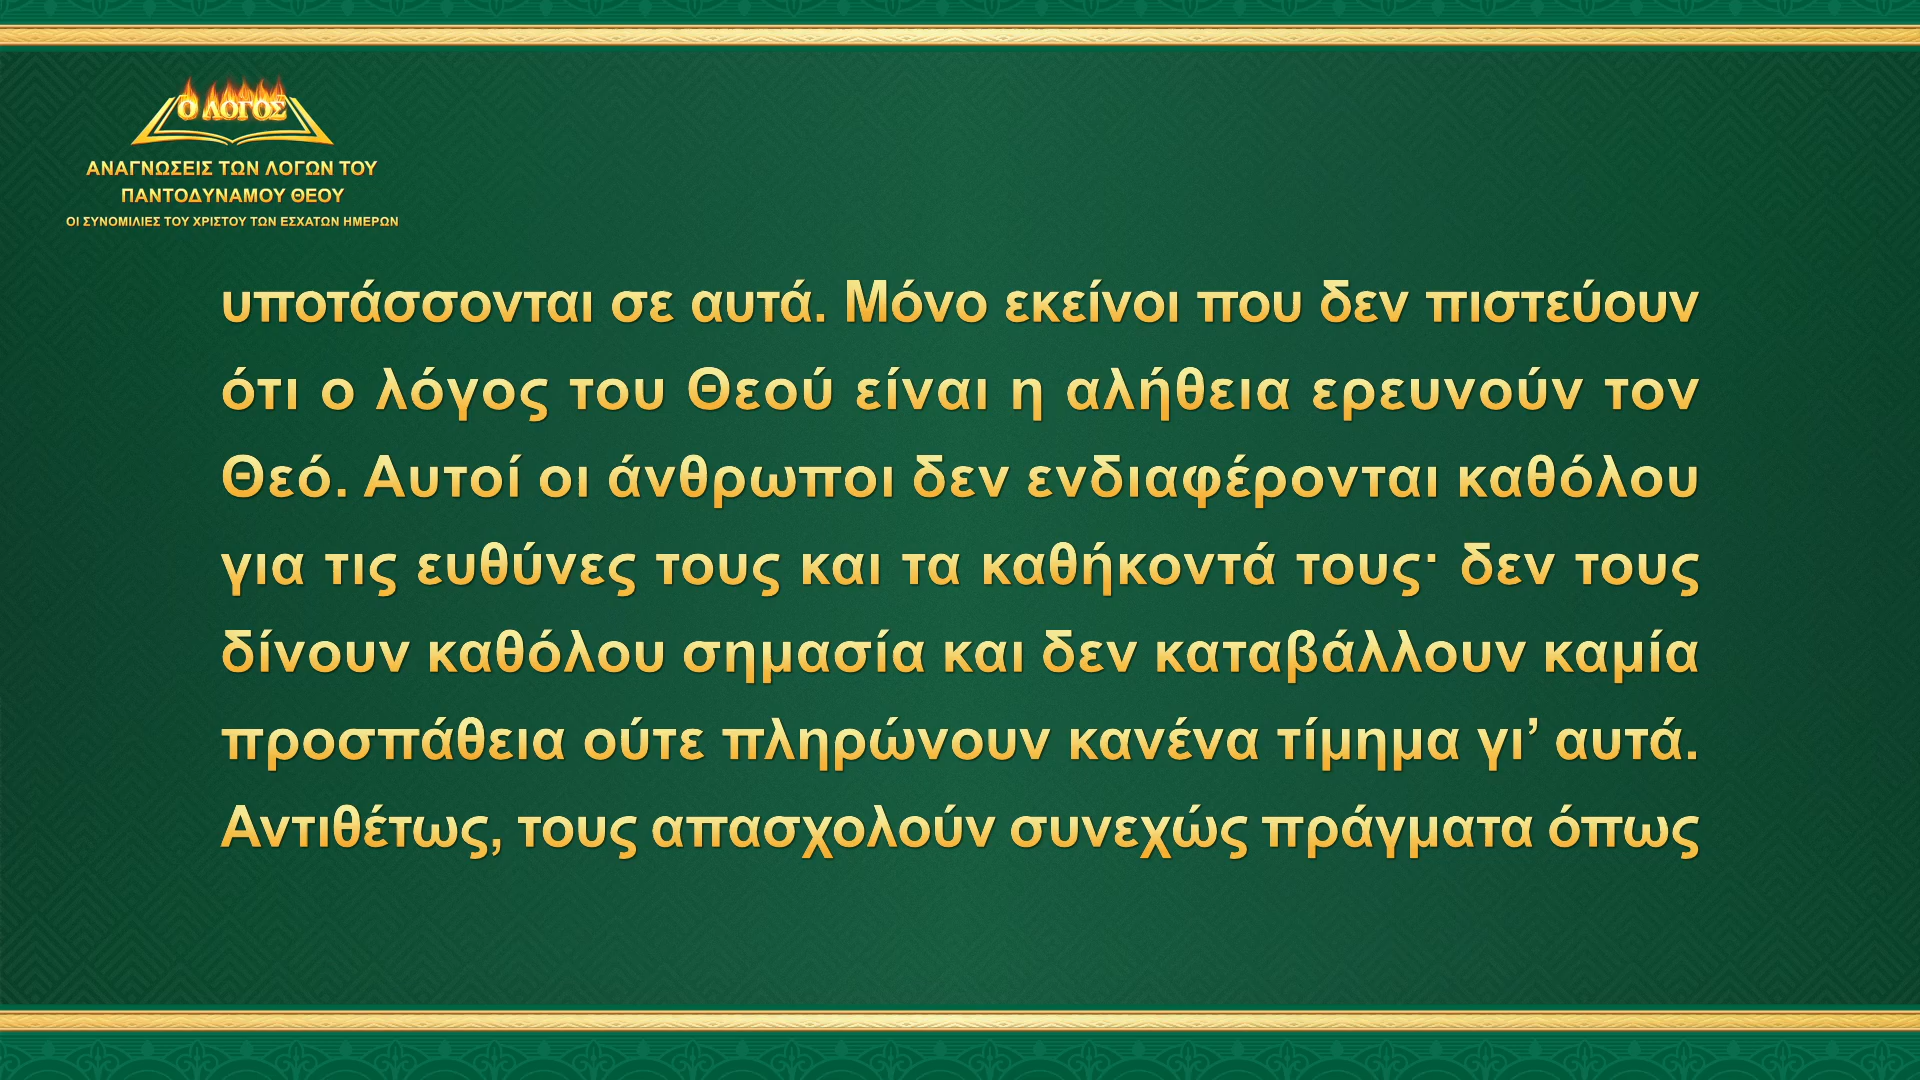 Ο ΛΟΓΟΣ
ΑΝΑΓΝΩΣΕΙΣ ΤΩΝ ΛΟΓΩΝ ΤΟΥ
ΠΑΝΤΟΔΥΝΑΜΟΥ ΘΕΟΥ
ΟΙ ΣΥΝΟΜΙΛΙΕΣ ΤΟΥ ΧΡΙΣΤΟΥ ΤΩΝ ΕΣΧΑΤΩΝ ΗΜΕΡΩΝ
υποτάσσονται σε αυτά. Μόνο εκείνοι που δεν πιστεύουν
ότι ο λόγος του Θεού είναι η αλήθεια ερευνούν τον
Θεό. Αυτοί οι άνθρωποι δεν ενδιαφέρονται καθόλου
για τις ευθύνες τους και τα καθήκοντά τους· δεν τους
δίνουν καθόλου σημασία και δεν καταβάλλουν καμία
προσπάθεια ούτε πληρώνουν κανένα τίμημα γι’ αυτά.
Αντιθέτως, τους απασχολούν συνεχώς πράγματα όπως